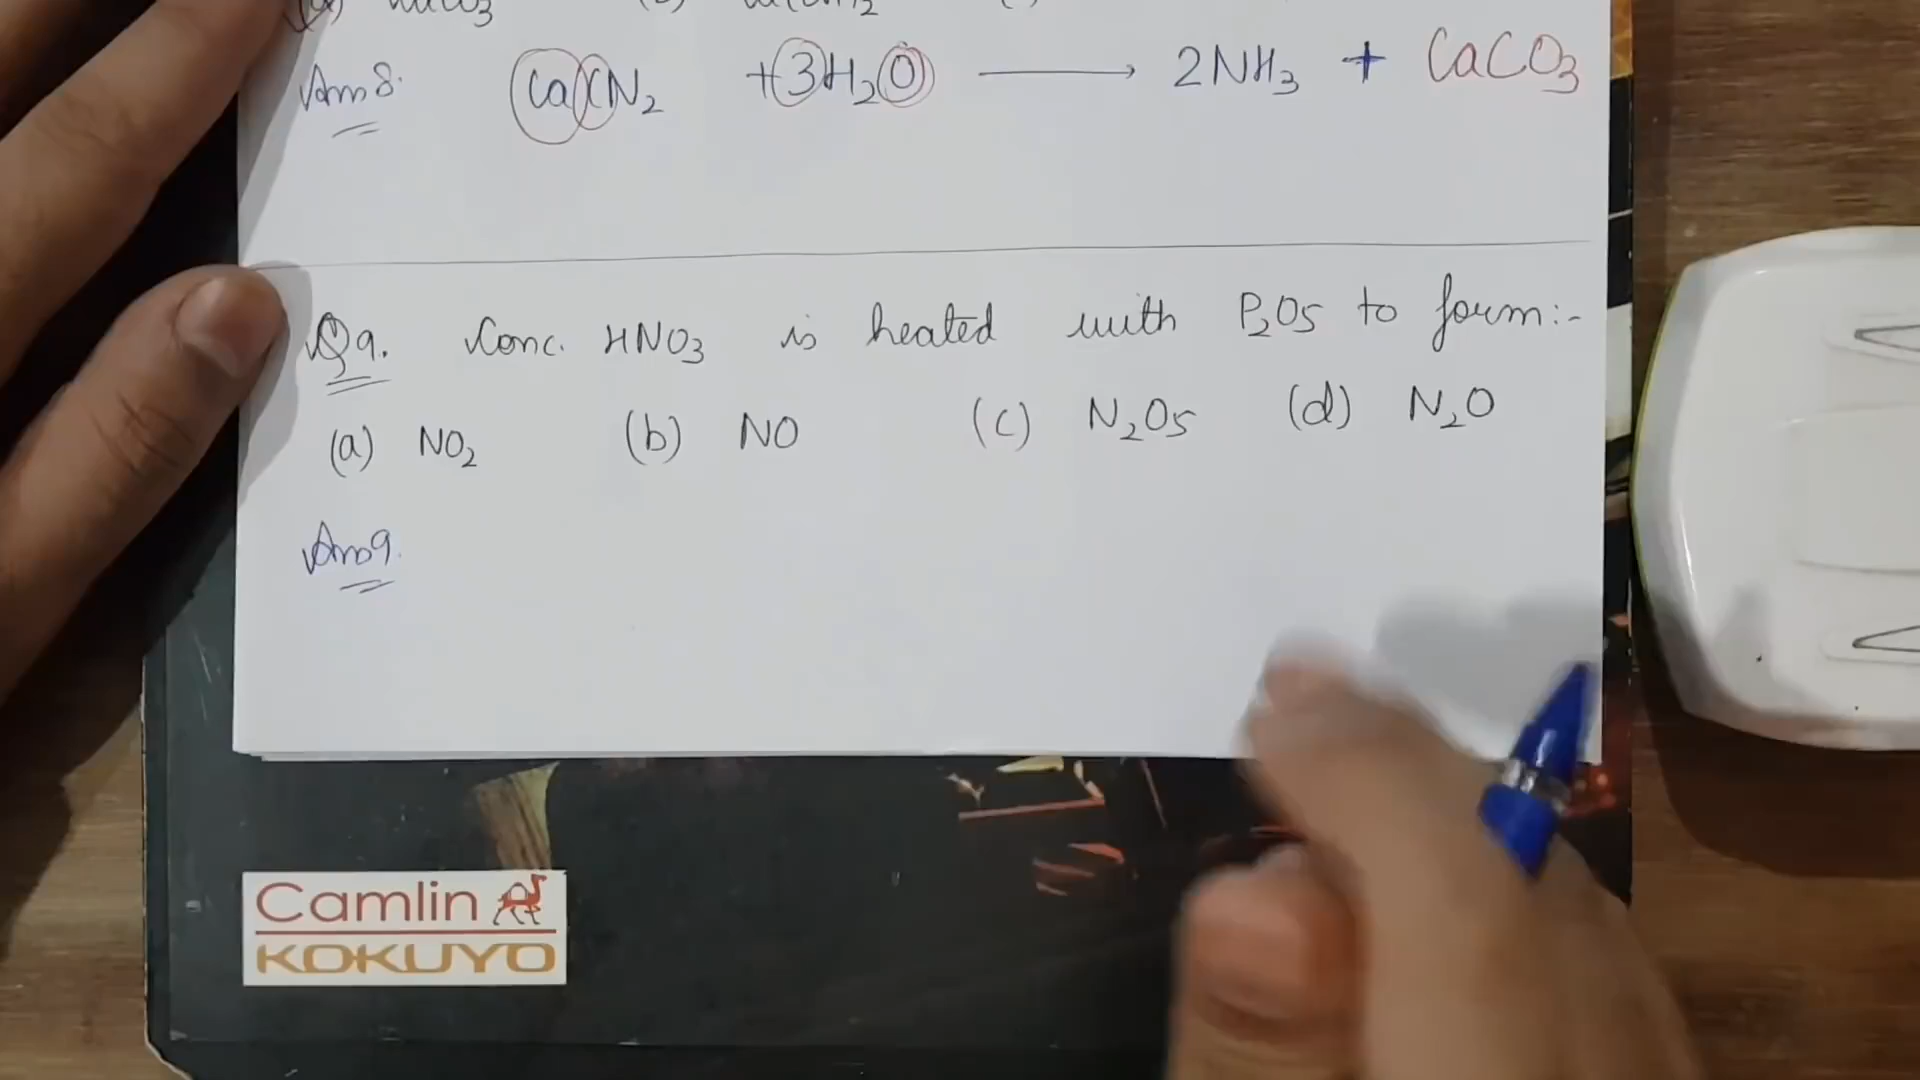 Ans8. CaCN2 + 3H2O → 2NH3 + CaCO3
Q9. Conc. HNO3 is heated with P2O5 to form:-
(a) NO2 (b) NO (c) N2O5 (d) N2O
Ans9.
Camlin
KOKUYO